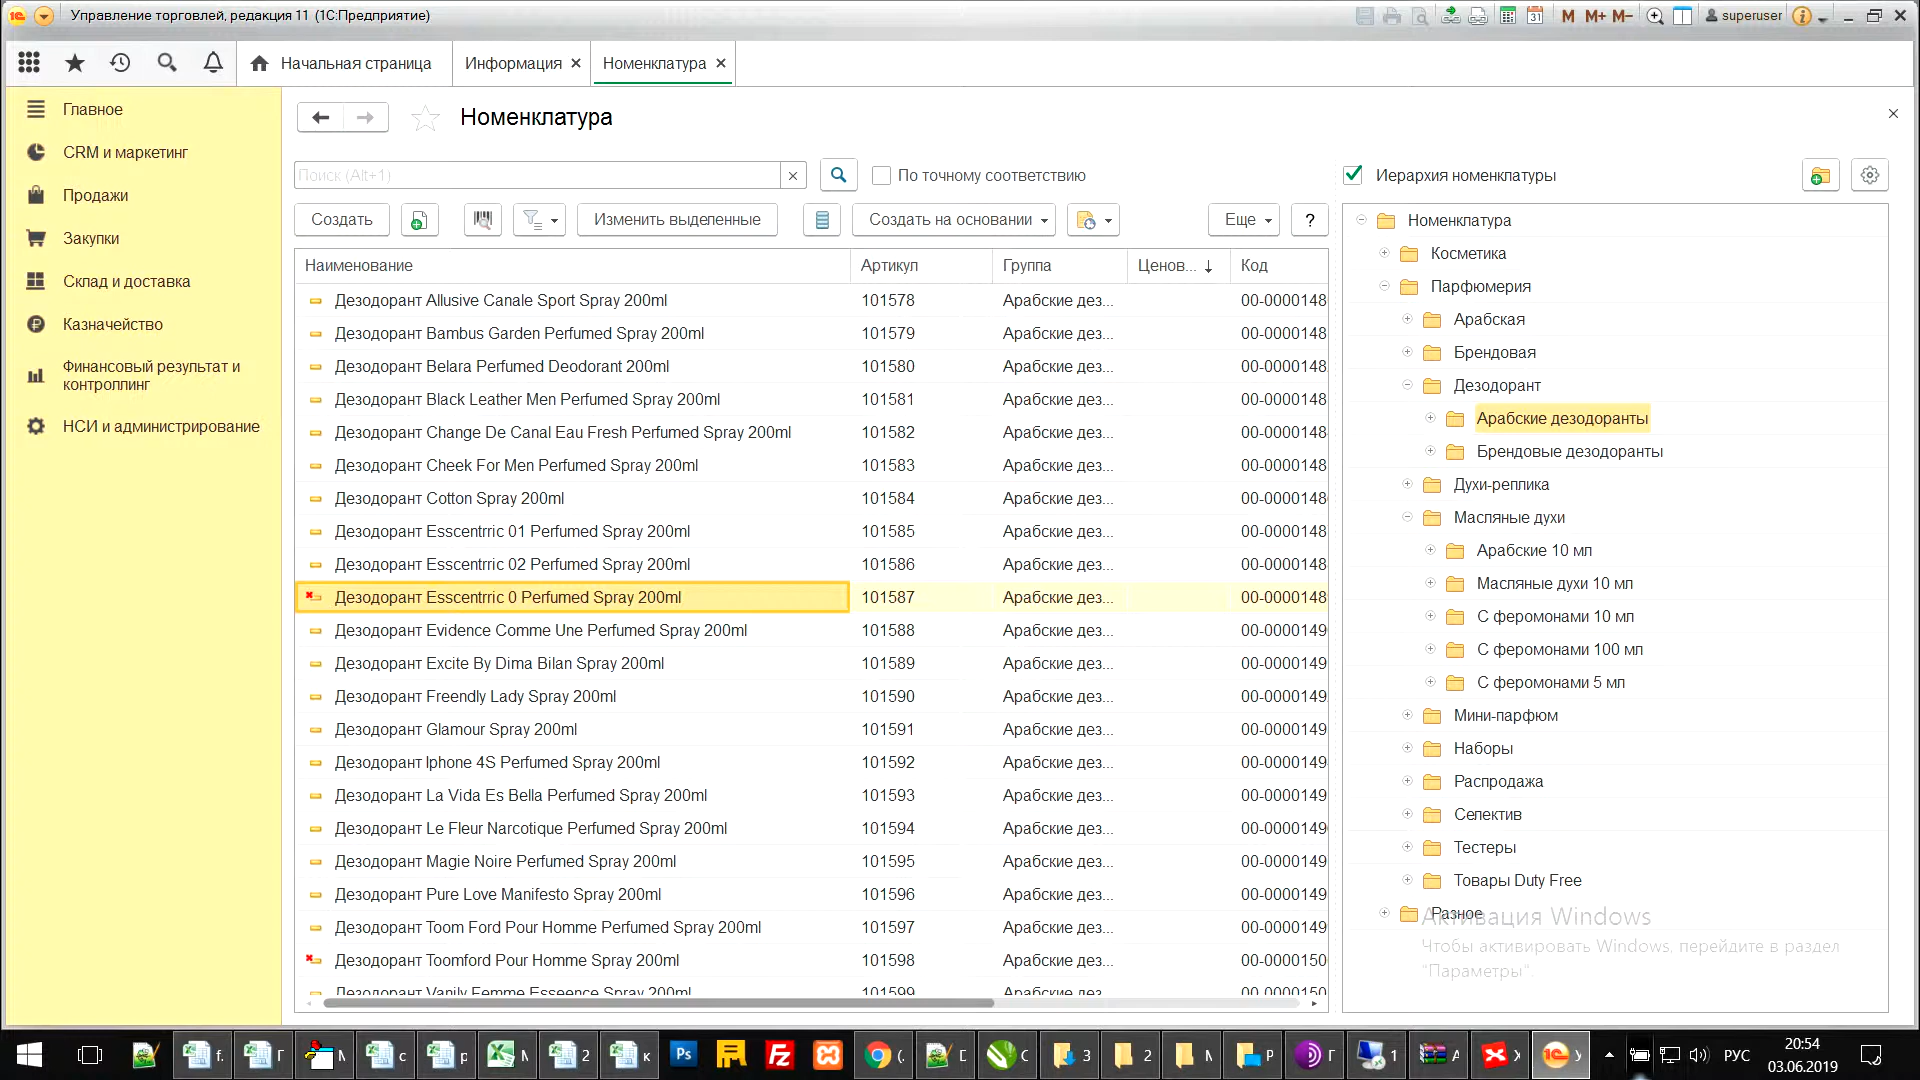 Управление торговлей, редакция 11 (1С:Предприятие)
M M+ M−
superuser
Начальная страница
Информация
Номенклатура
Главное
CRM и маркетинг
Продажи
Закупки
Склад и доставка
Казначейство
Финансовый результат и
контроллинг
НСИ и администрирование
Номенклатура
Поиск (Alt+1)
По точному соответствию
Иерархия номенклатуры
Создать
Изменить выделенные
Создать на основании
Еще
?
Наименование Артикул Группа Ценов... Код
Дезодорант Allusive Canale Sport Spray 200ml 101578 Арабские дез... 00-0000148
Дезодорант Bambus Garden Perfumed Spray 200ml 101579 Арабские дез... 00-0000148
Дезодорант Belara Perfumed Deodorant 200ml 101580 Арабские дез... 00-0000148
Дезодорант Black Leather Men Perfumed Spray 200ml 101581 Арабские дез... 00-0000148
Дезодорант Change De Canal Eau Fresh Perfumed Spray 200ml 101582 Арабские дез... 00-0000148
Дезодорант Cheek For Men Perfumed Spray 200ml 101583 Арабские дез... 00-0000148
Дезодорант Cotton Spray 200ml 101584 Арабские дез... 00-0000148
Дезодорант Esscentrric 01 Perfumed Spray 200ml 101585 Арабские дез... 00-0000148
Дезодорант Esscentrric 02 Perfumed Spray 200ml 101586 Арабские дез... 00-0000148
Дезодорант Esscentrric 0 Perfumed Spray 200ml 101587 Арабские дез... 00-0000148
Дезодорант Evidence Comme Une Perfumed Spray 200ml 101588 Арабские дез... 00-0000149
Дезодорант Excite By Dima Bilan Spray 200ml 101589 Арабские дез... 00-0000149
Дезодорант Freendly Lady Spray 200ml 101590 Арабские дез... 00-0000149
Дезодорант Glamour Spray 200ml 101591 Арабские дез... 00-0000149
Дезодорант Iphone 4S Perfumed Spray 200ml 101592 Арабские дез... 00-0000149
Дезодорант La Vida Es Bella Perfumed Spray 200ml 101593 Арабские дез... 00-0000149
Дезодорант Le Fleur Narcotique Perfumed Spray 200ml 101594 Арабские дез... 00-0000149
Дезодорант Magie Noire Perfumed Spray 200ml 101595 Арабские дез... 00-0000149
Дезодорант Pure Love Manifesto Spray 200ml 101596 Арабские дез... 00-0000149
Дезодорант Toom Ford Pour Homme Perfumed Spray 200ml 101597 Арабские дез... 00-0000149
Дезодорант Toomford Pour Homme Spray 200ml 101598 Арабские дез... 00-0000150
Дезодорант Vanily Femme Esseence Spray 200ml 101599 Арабские дез... 00-0000150
Номенклатура
Косметика
Парфюмерия
Арабская
Брендовая
Дезодорант
Арабские дезодоранты
Брендовые дезодоранты
Духи-реплика
Масляные духи
Арабские 10 мл
Масляные духи 10 мл
С феромонами 10 мл
С феромонами 100 мл
С феромонами 5 мл
Мини-парфюм
Наборы
Распродажа
Селектив
Тестеры
Товары Duty Free
Разное
Активация Windows
Чтобы активировать Windows, перейдите в раздел
"Параметры".
РУС
20:54
03.06.2019